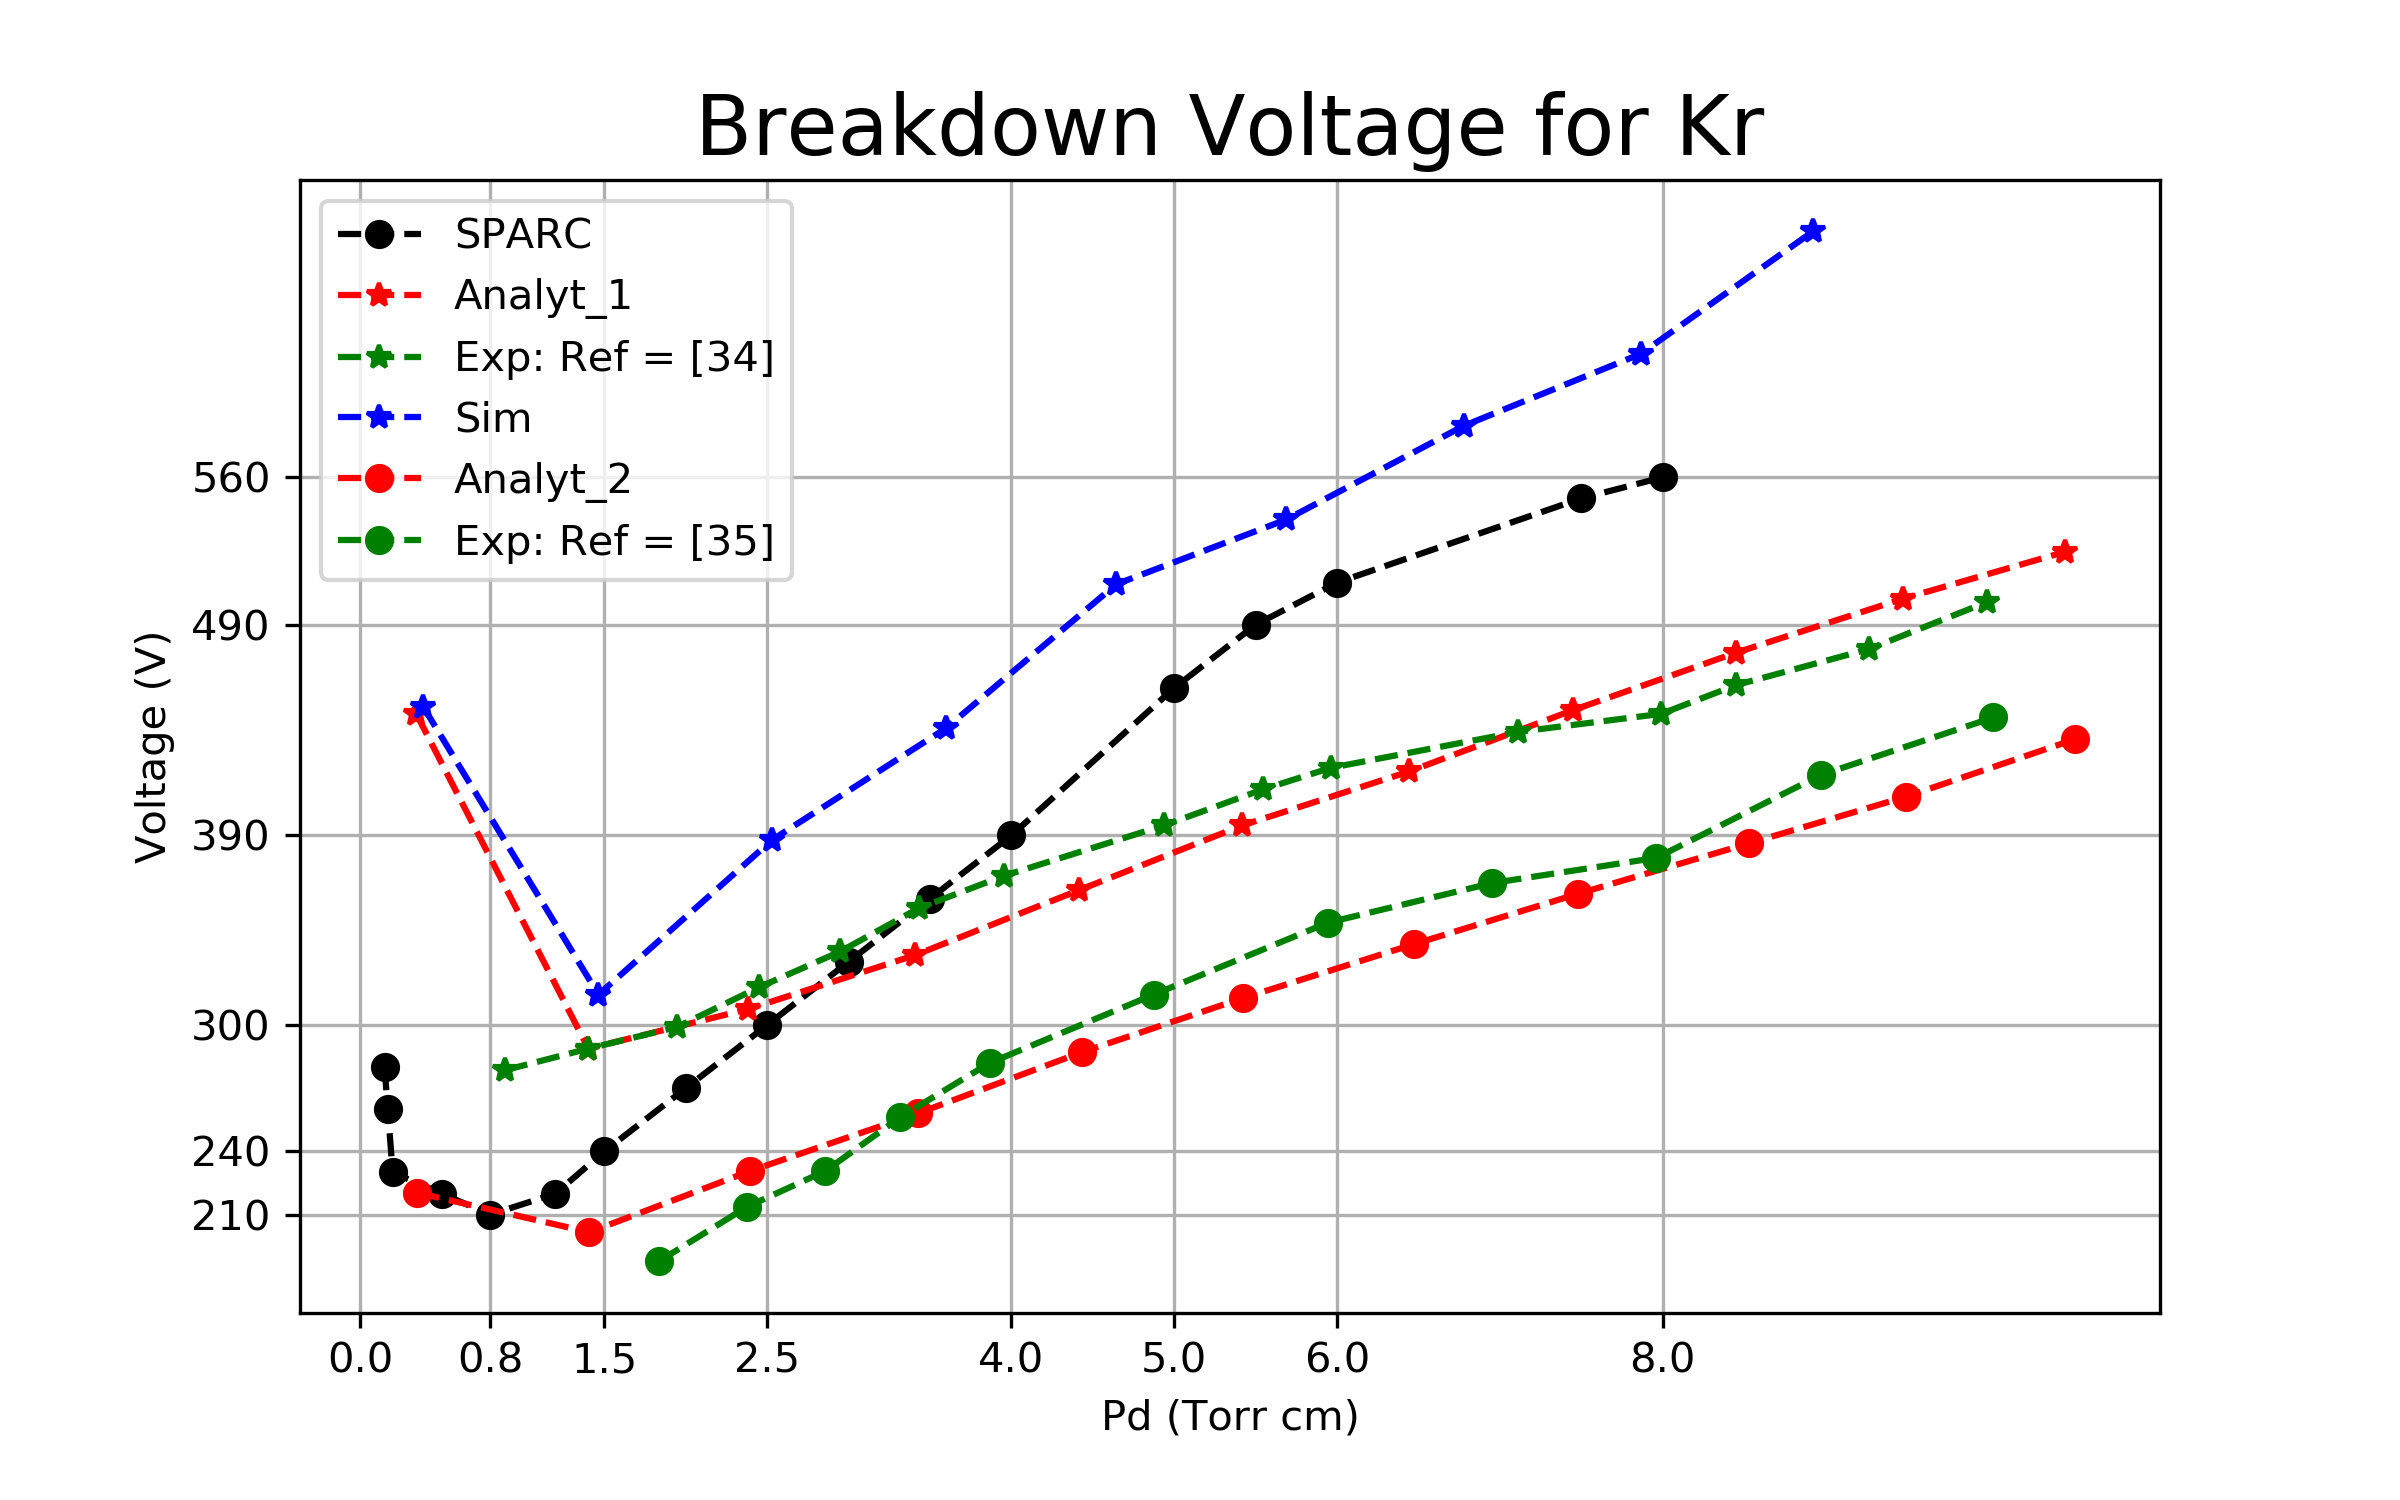 Breakdown Voltage for Kr
SPARC
Analyt_1
Exp: Ref = [34]
Sim
Analyt_2
Exp: Ref = [35]
560
490
390
300
240
210
Voltage (V)
0.0 0.8 1.5 2.5 4.0 5.0 6.0 8.0
Pd (Torr cm)